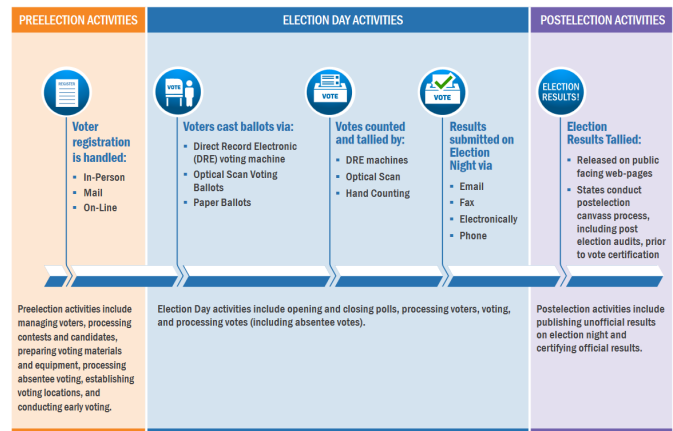 PREELECTION ACTIVITIES
ELECTION DAY ACTIVITIES
POSTELECTION ACTIVITIES
REGISTER
VOTE
VOTE
VOTE
ELECTION
RESULTS!
Voter
registration
is handled:
▪ In-Person
▪ Mail
▪ On-Line
Voters cast ballots via:
▪ Direct Record Electronic
(DRE) voting machine
▪ Optical Scan Voting
Ballots
▪ Paper Ballots
Votes counted
and tallied by:
▪ DRE machines
▪ Optical Scan
▪ Hand Counting
Results
submitted on
Election
Night via
▪ Email
▪ Fax
▪ Electronically
▪ Phone
Election
Results Tallied:
▪ Released on public
facing web-pages
▪ States conduct
postelection
canvass process,
including post
election audits, prior
to vote certification
Preelection activities include
managing voters, processing
contests and candidates,
preparing voting materials
and equipment, processing
absentee voting, establishing
voting locations, and
conducting early voting.
Election Day activities include opening and closing polls, processing voters, voting,
and processing votes (including absentee votes).
Postelection activities include
publishing unofficial results
on election night and
certifying official results.